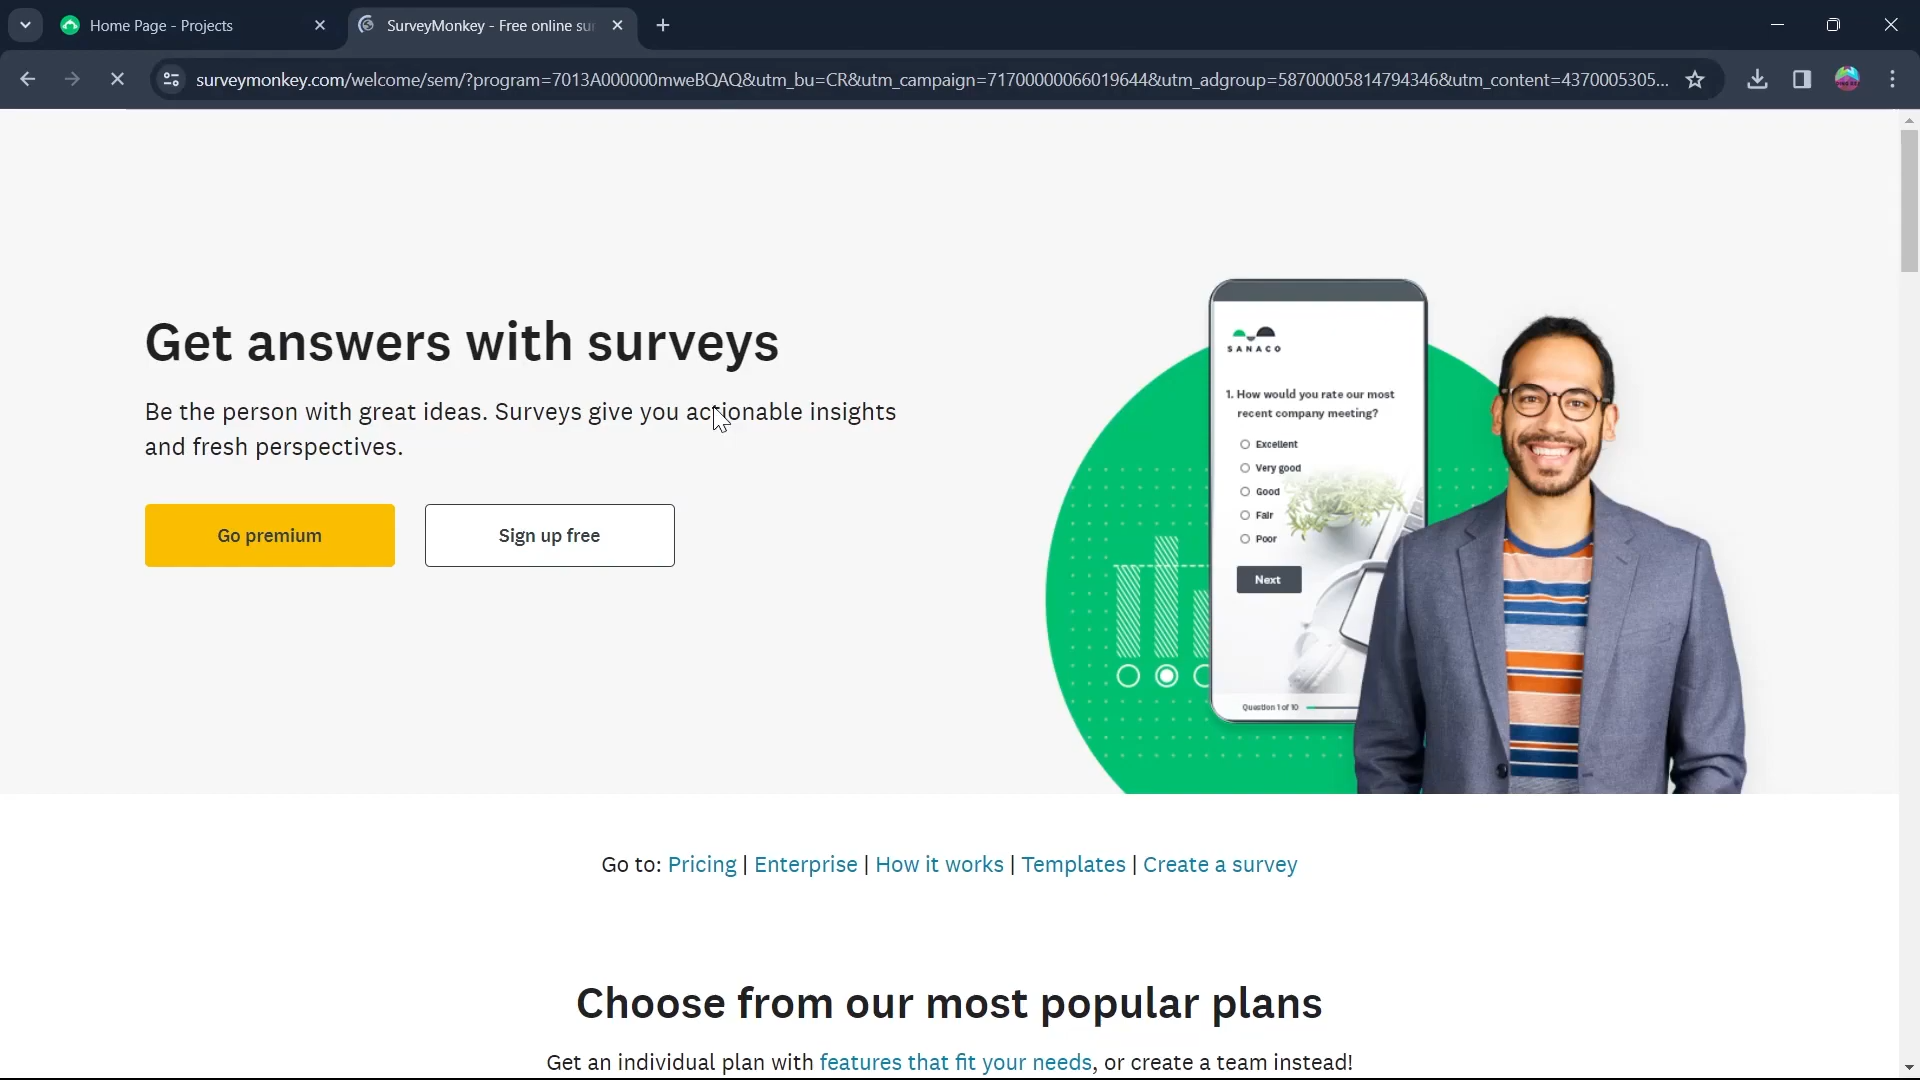 Home Page - Projects
SurveyMonkey - Free online sur
surveymonkey.com/welcome/sem/?program=7013A000000mweBQAQ&utm_bu=CR&utm_campaign=71700000066019644&utm_adgroup=58700005814794346&utm_content=4370005305...
Get answers with surveys
Be the person with great ideas. Surveys give you actionable insights
and fresh perspectives.
Go premium
Sign up free
SANACO
1. How would you rate our most
recent company meeting?
Excellent
Very good
Good
Fair
Poor
Next
Question 1 of 10
Go to: Pricing | Enterprise | How it works | Templates | Create a survey
Choose from our most popular plans
Get an individual plan with features that fit your needs, or create a team instead!